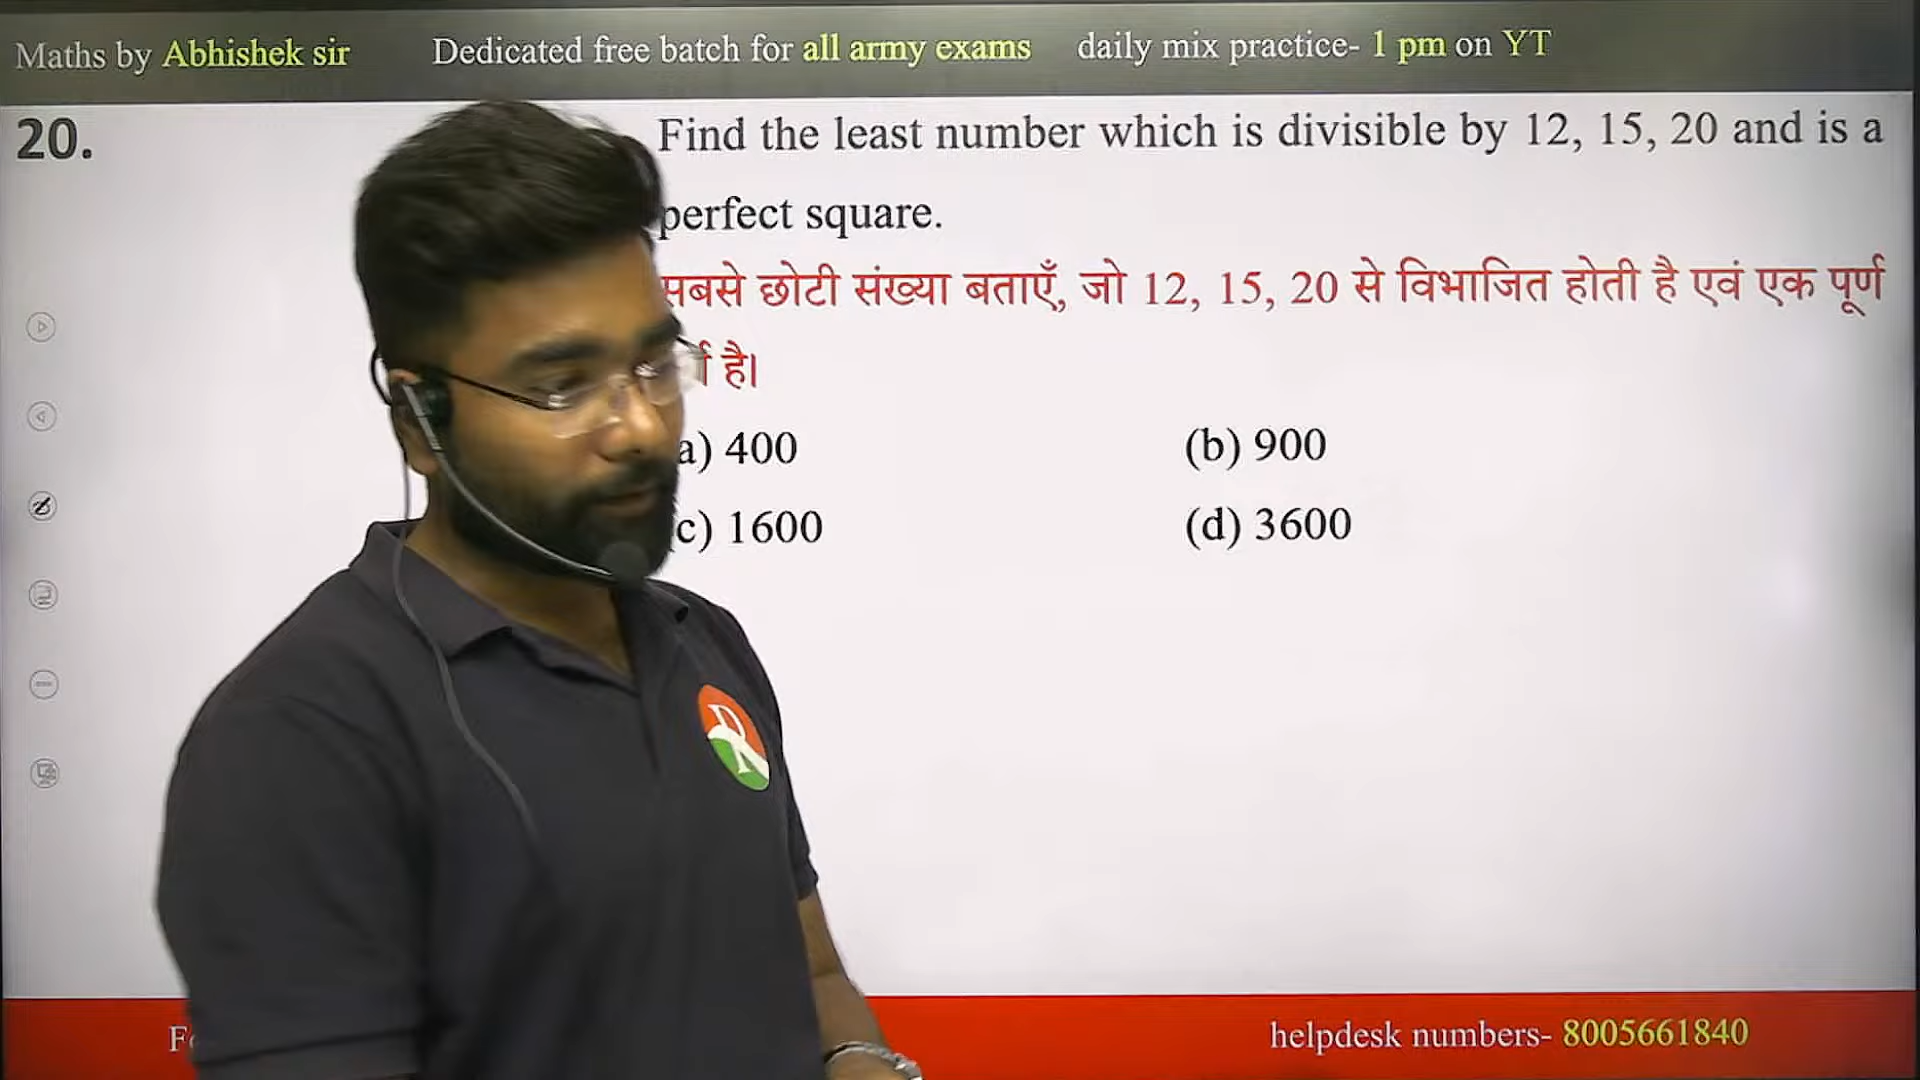 Maths by Abhishek sir Dedicated free batch for all army exams daily mix practice- 1 pm on YT
20. Find the least number which is divisible by 12, 15, 20 and is a
perfect square.
सबसे छोटी संख्या बताएँ, जो 12, 15, 20 से विभाजित होती है एवं एक पूर्ण
है।
a) 400 (b) 900
c) 1600 (d) 3600
helpdesk numbers- 8005661840